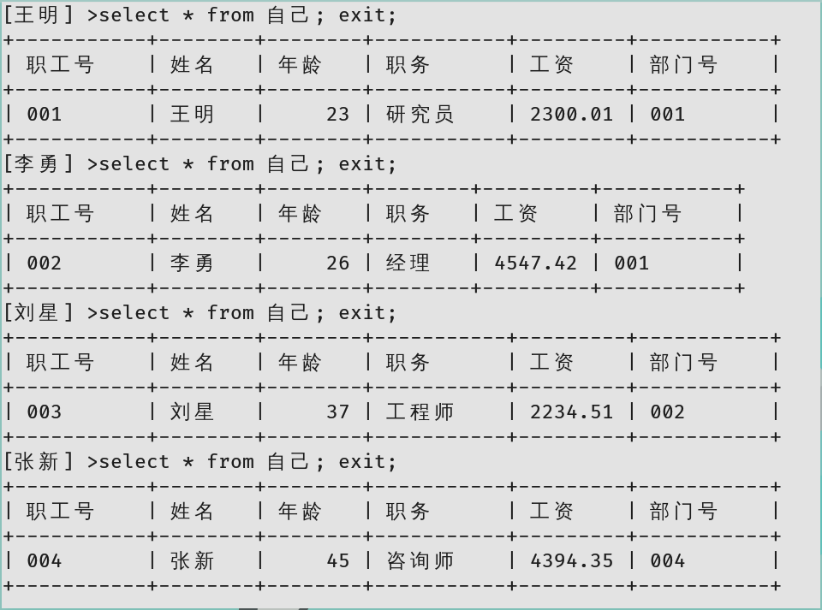 [王明] >select * from 自己; exit;
+-----------+--------+--------+-----------+---------+-----------+
| 职工号    | 姓名   | 年龄   | 职务      | 工资    | 部门号    |
+-----------+--------+--------+-----------+---------+-----------+
| 001       | 王明   |     23 | 研究员    | 2300.01 | 001       |
+-----------+--------+--------+-----------+---------+-----------+
[李勇] >select * from 自己; exit;
+-----------+--------+--------+--------+---------+-----------+
| 职工号    | 姓名   | 年龄   | 职务   | 工资    | 部门号    |
+-----------+--------+--------+--------+---------+-----------+
| 002       | 李勇   |     26 | 经理   | 4547.42 | 001       |
+-----------+--------+--------+--------+---------+-----------+
[刘星] >select * from 自己; exit;
+-----------+--------+--------+-----------+---------+-----------+
| 职工号    | 姓名   | 年龄   | 职务      | 工资    | 部门号    |
+-----------+--------+--------+-----------+---------+-----------+
| 003       | 刘星   |     37 | 工程师    | 2234.51 | 002       |
+-----------+--------+--------+-----------+---------+-----------+
[张新] >select * from 自己; exit;
+-----------+--------+--------+-----------+---------+-----------+
| 职工号    | 姓名   | 年龄   | 职务      | 工资    | 部门号    |
+-----------+--------+--------+-----------+---------+-----------+
| 004       | 张新   |     45 | 咨询师    | 4394.35 | 004       |
+-----------+--------+--------+-----------+---------+-----------+